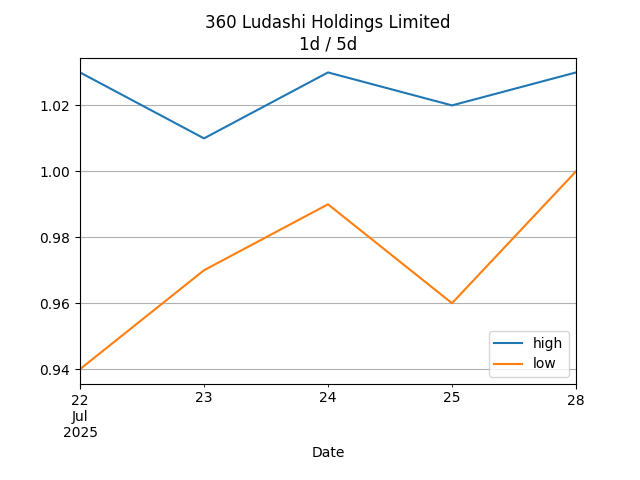 360 Ludashi Holdings Limited
1d / 5d
1.02
1.00
0.98
0.96
0.94
high
low
22 23 24 25 28
Jul
2025
Date